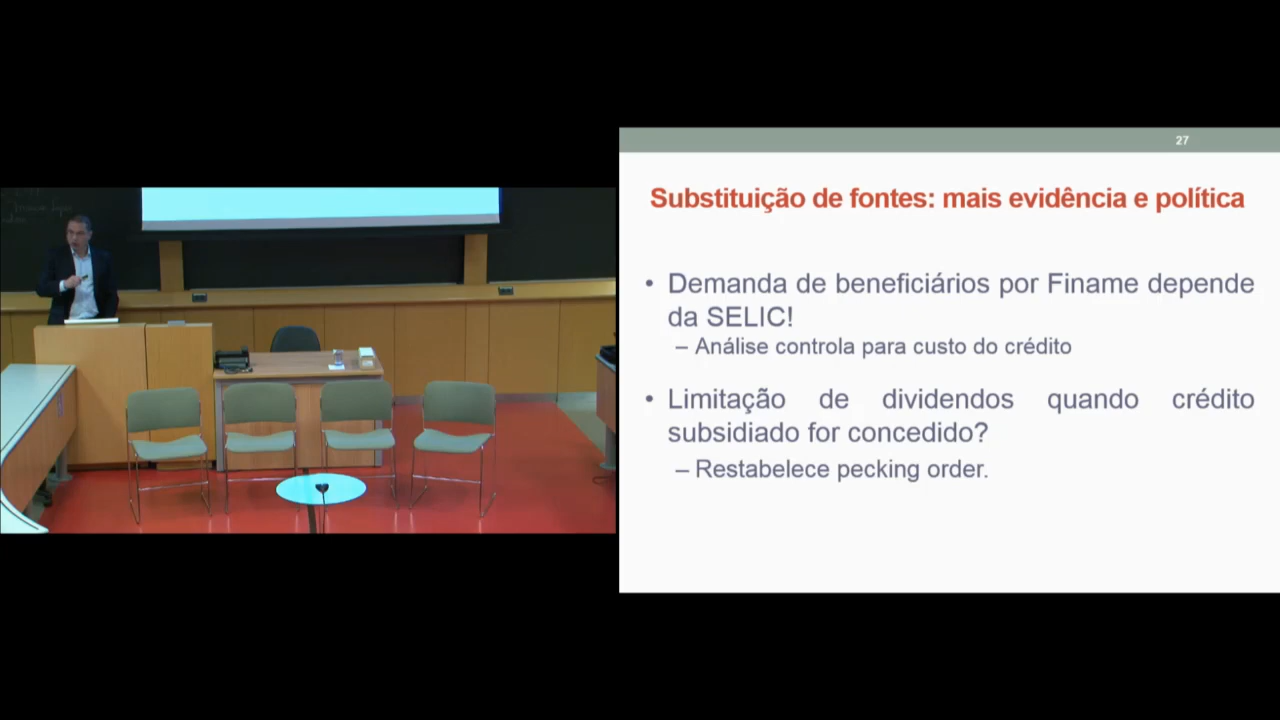 27
Substituição de fontes: mais evidência e política
• Demanda de beneficiários por Finame depende
da SELIC!
– Análise controla para custo do crédito
• Limitação de dividendos quando crédito
subsidiado for concedido?
– Restabelece pecking order.